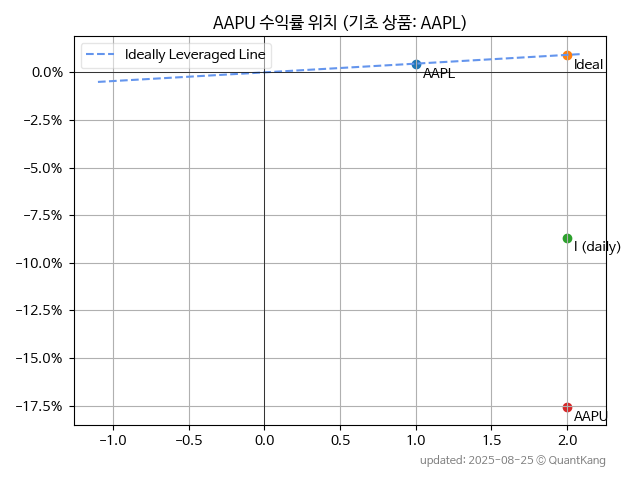 AAPU 수익률 위치 (기초 상품: AAPL)
Ideally Leveraged Line
0.0%
−2.5%
−5.0%
−7.5%
−10.0%
−12.5%
−15.0%
−17.5%
AAPL
Ideal
I (daily)
AAPU
−1.0
−0.5
0.0
0.5
1.0
1.5
2.0
updated: 2025-08-25 © QuantKang